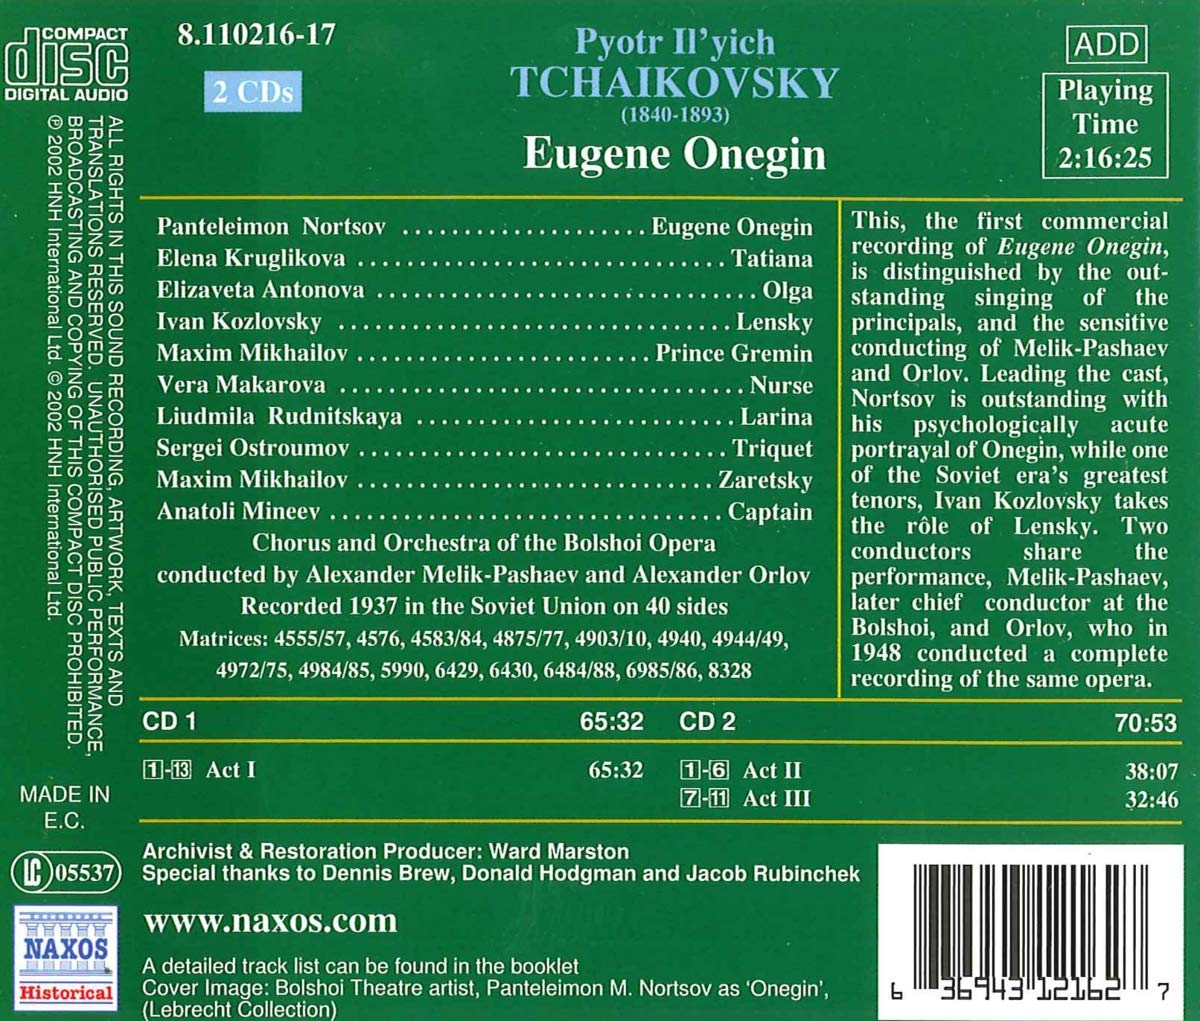 COMPACT
disc
DIGITAL AUDIO
8.110216-17
2 CDs
Pyotr Il’yich
TCHAIKOVSKY
(1840-1893)
Eugene Onegin
ADD
Playing
Time
2:16:25
ALL RIGHTS IN THIS SOUND RECORDING, ARTWORK, TEXTS AND
TRANSLATIONS RESERVED. UNAUTHORISED PUBLIC PERFORMANCE,
BROADCASTING AND COPYING OF THIS COMPACT DISC PROHIBITED.
℗ 2002 HNH International Ltd. © 2002 HNH International Ltd.
Panteleimon Nortsov ..................... Eugene Onegin
Elena Kruglikova .............................. Tatiana
Elizaveta Antonova ............................... Olga
Ivan Kozlovsky ................................ Lensky
Maxim Mikhailov ........................ Prince Gremin
Vera Makarova ................................. Nurse
Liudmila Rudnitskaya .......................... Larina
Sergei Ostroumov .............................. Triquet
Maxim Mikhailov ............................. Zaretsky
Anatoli Mineev ................................ Captain
Chorus and Orchestra of the Bolshoi Opera
conducted by Alexander Melik-Pashaev and Alexander Orlov
Recorded 1937 in the Soviet Union on 40 sides
Matrices: 4555/57, 4576, 4583/84, 4875/77, 4903/10, 4940, 4944/49,
4972/75, 4984/85, 5990, 6429, 6430, 6484/88, 6985/86, 8328
This, the first commercial
recording of Eugene Onegin,
is distinguished by the out-
standing singing of the
principals, and the sensitive
conducting of Melik-Pashaev
and Orlov. Leading the cast,
Nortsov is outstanding with
his psychologically acute
portrayal of Onegin, while one
of the Soviet era’s greatest
tenors, Ivan Kozlovsky takes
the rôle of Lensky. Two
conductors share the
performance, Melik-Pashaev,
later chief conductor at the
Bolshoi, and Orlov, who in
1948 conducted a complete
recording of the same opera.
CD 1 65:32 CD 2 70:53
1-13 Act I 65:32 1-6 Act II 38:07
7-11 Act III 32:46
MADE IN
E.C.
LC 05537
NAXOS
Historical
Archivist & Restoration Producer: Ward Marston
Special thanks to Dennis Brew, Donald Hodgman and Jacob Rubinchek
www.naxos.com
A detailed track list can be found in the booklet
Cover Image: Bolshoi Theatre artist, Panteleimon M. Nortsov as ‘Onegin’,
(Lebrecht Collection)
6 36943 12162 7